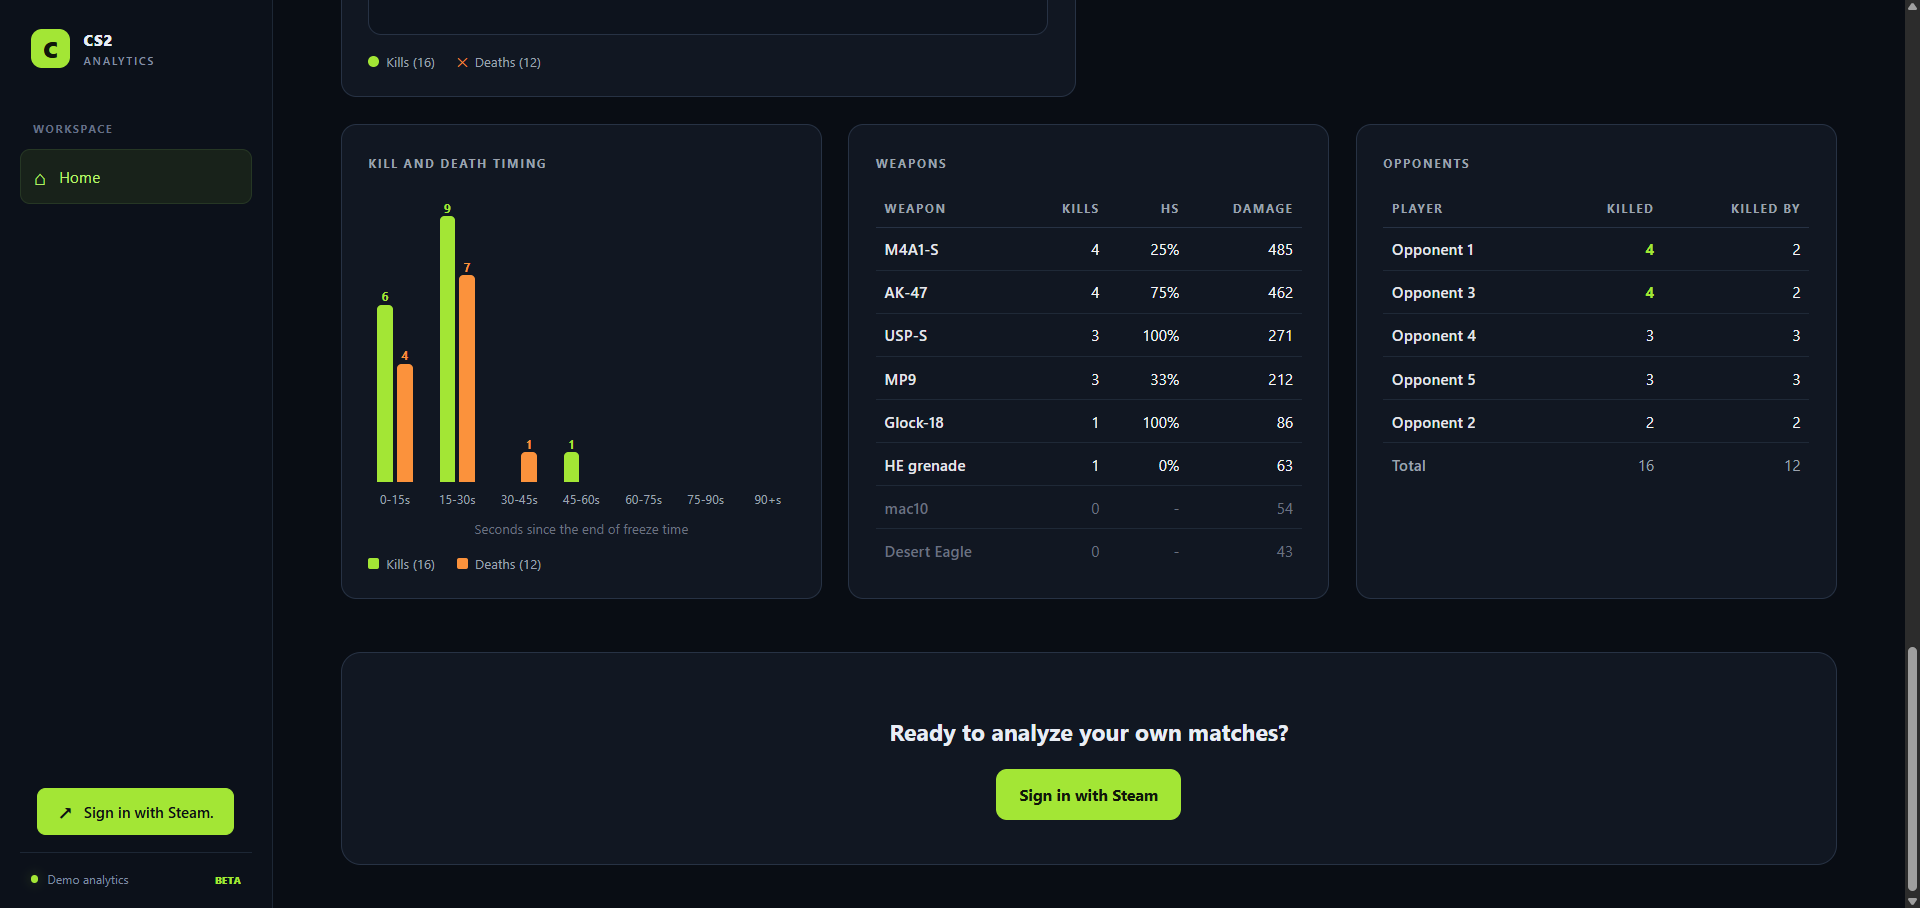 C
CS2
ANALYTICS
WORKSPACE
Home
Sign in with Steam.
Demo analytics BETA
Kills (16) Deaths (12)
KILL AND DEATH TIMING
9
7
6
4
1 1
0-15s 15-30s 30-45s 45-60s 60-75s 75-90s 90+s
Seconds since the end of freeze time
Kills (16) Deaths (12)
WEAPONS
WEAPON KILLS HS DAMAGE
M4A1-S 4 25% 485
AK-47 4 75% 462
USP-S 3 100% 271
MP9 3 33% 212
Glock-18 1 100% 86
HE grenade 1 0% 63
mac10 0 - 54
Desert Eagle 0 - 43
OPPONENTS
PLAYER KILLED KILLED BY
Opponent 1 4 2
Opponent 3 4 2
Opponent 4 3 3
Opponent 5 3 3
Opponent 2 2 2
Total 16 12
Ready to analyze your own matches?
Sign in with Steam